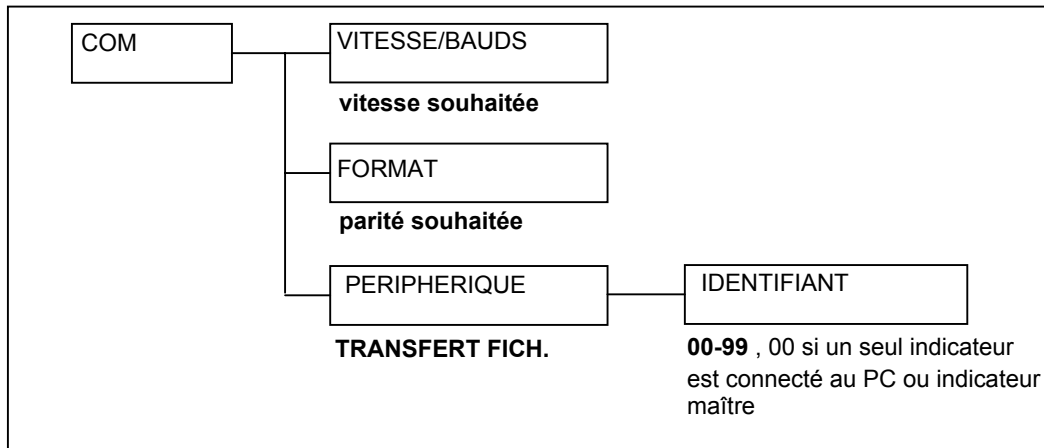 COM
VITESSE/BAUDS
vitesse souhaitée
FORMAT
parité souhaitée
PERIPHERIQUE
IDENTIFIANT
TRANSFERT FICH.
00-99 , 00 si un seul indicateur
est connecté au PC ou indicateur
maître